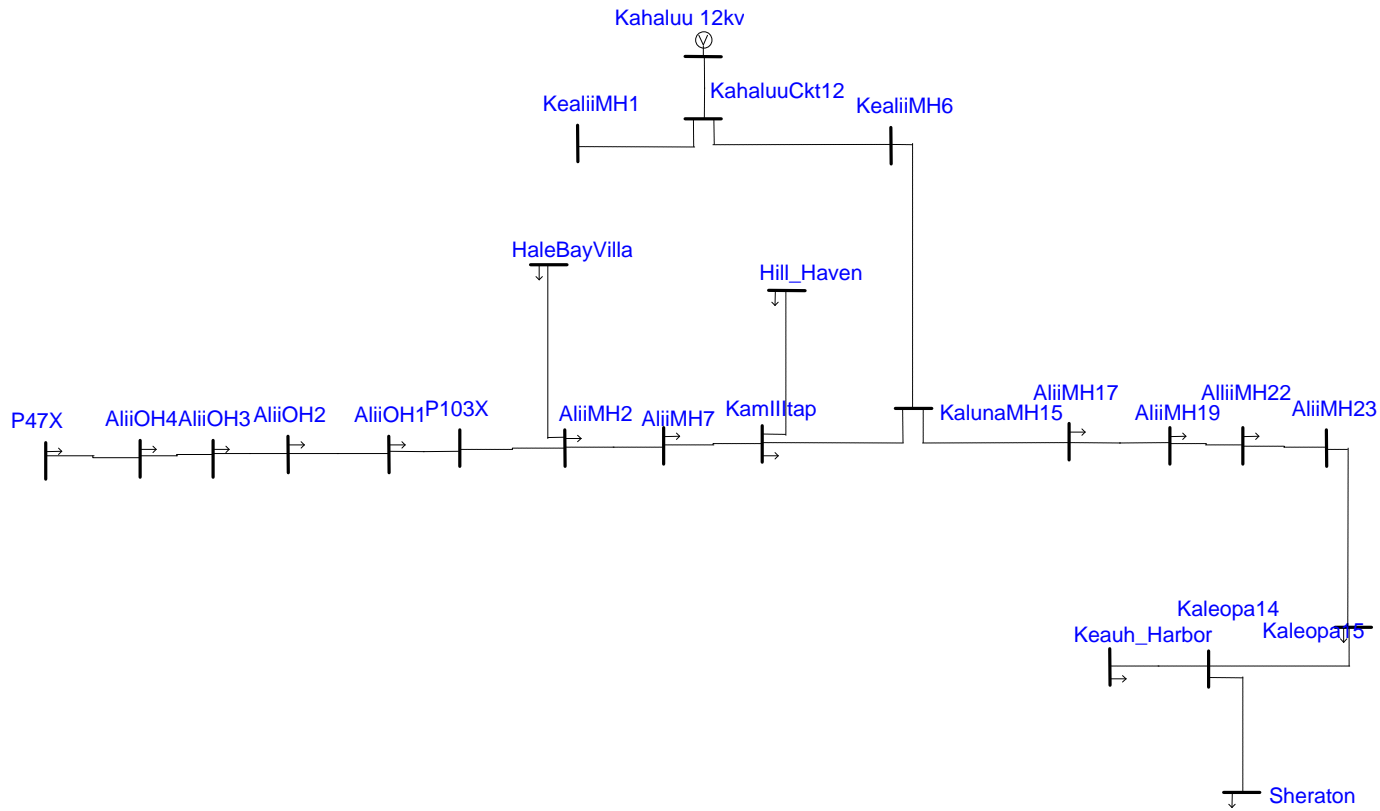 Kahaluu 12kv
V
KahaluuCkt12
KealiiMH1
KealiiMH6
HaleBayVilla
Hill_Haven
P47X
AliiOH4
AliiOH3
AliiOH2
AliiOH1
P103X
AliiMH2
AliiMH7
KamIIItap
KalunaMH15
AliiMH17
AliiMH19
AlliiMH22
AliiMH23
Kaleopa14
Keauh_Harbor
Kaleopa15
Sheraton